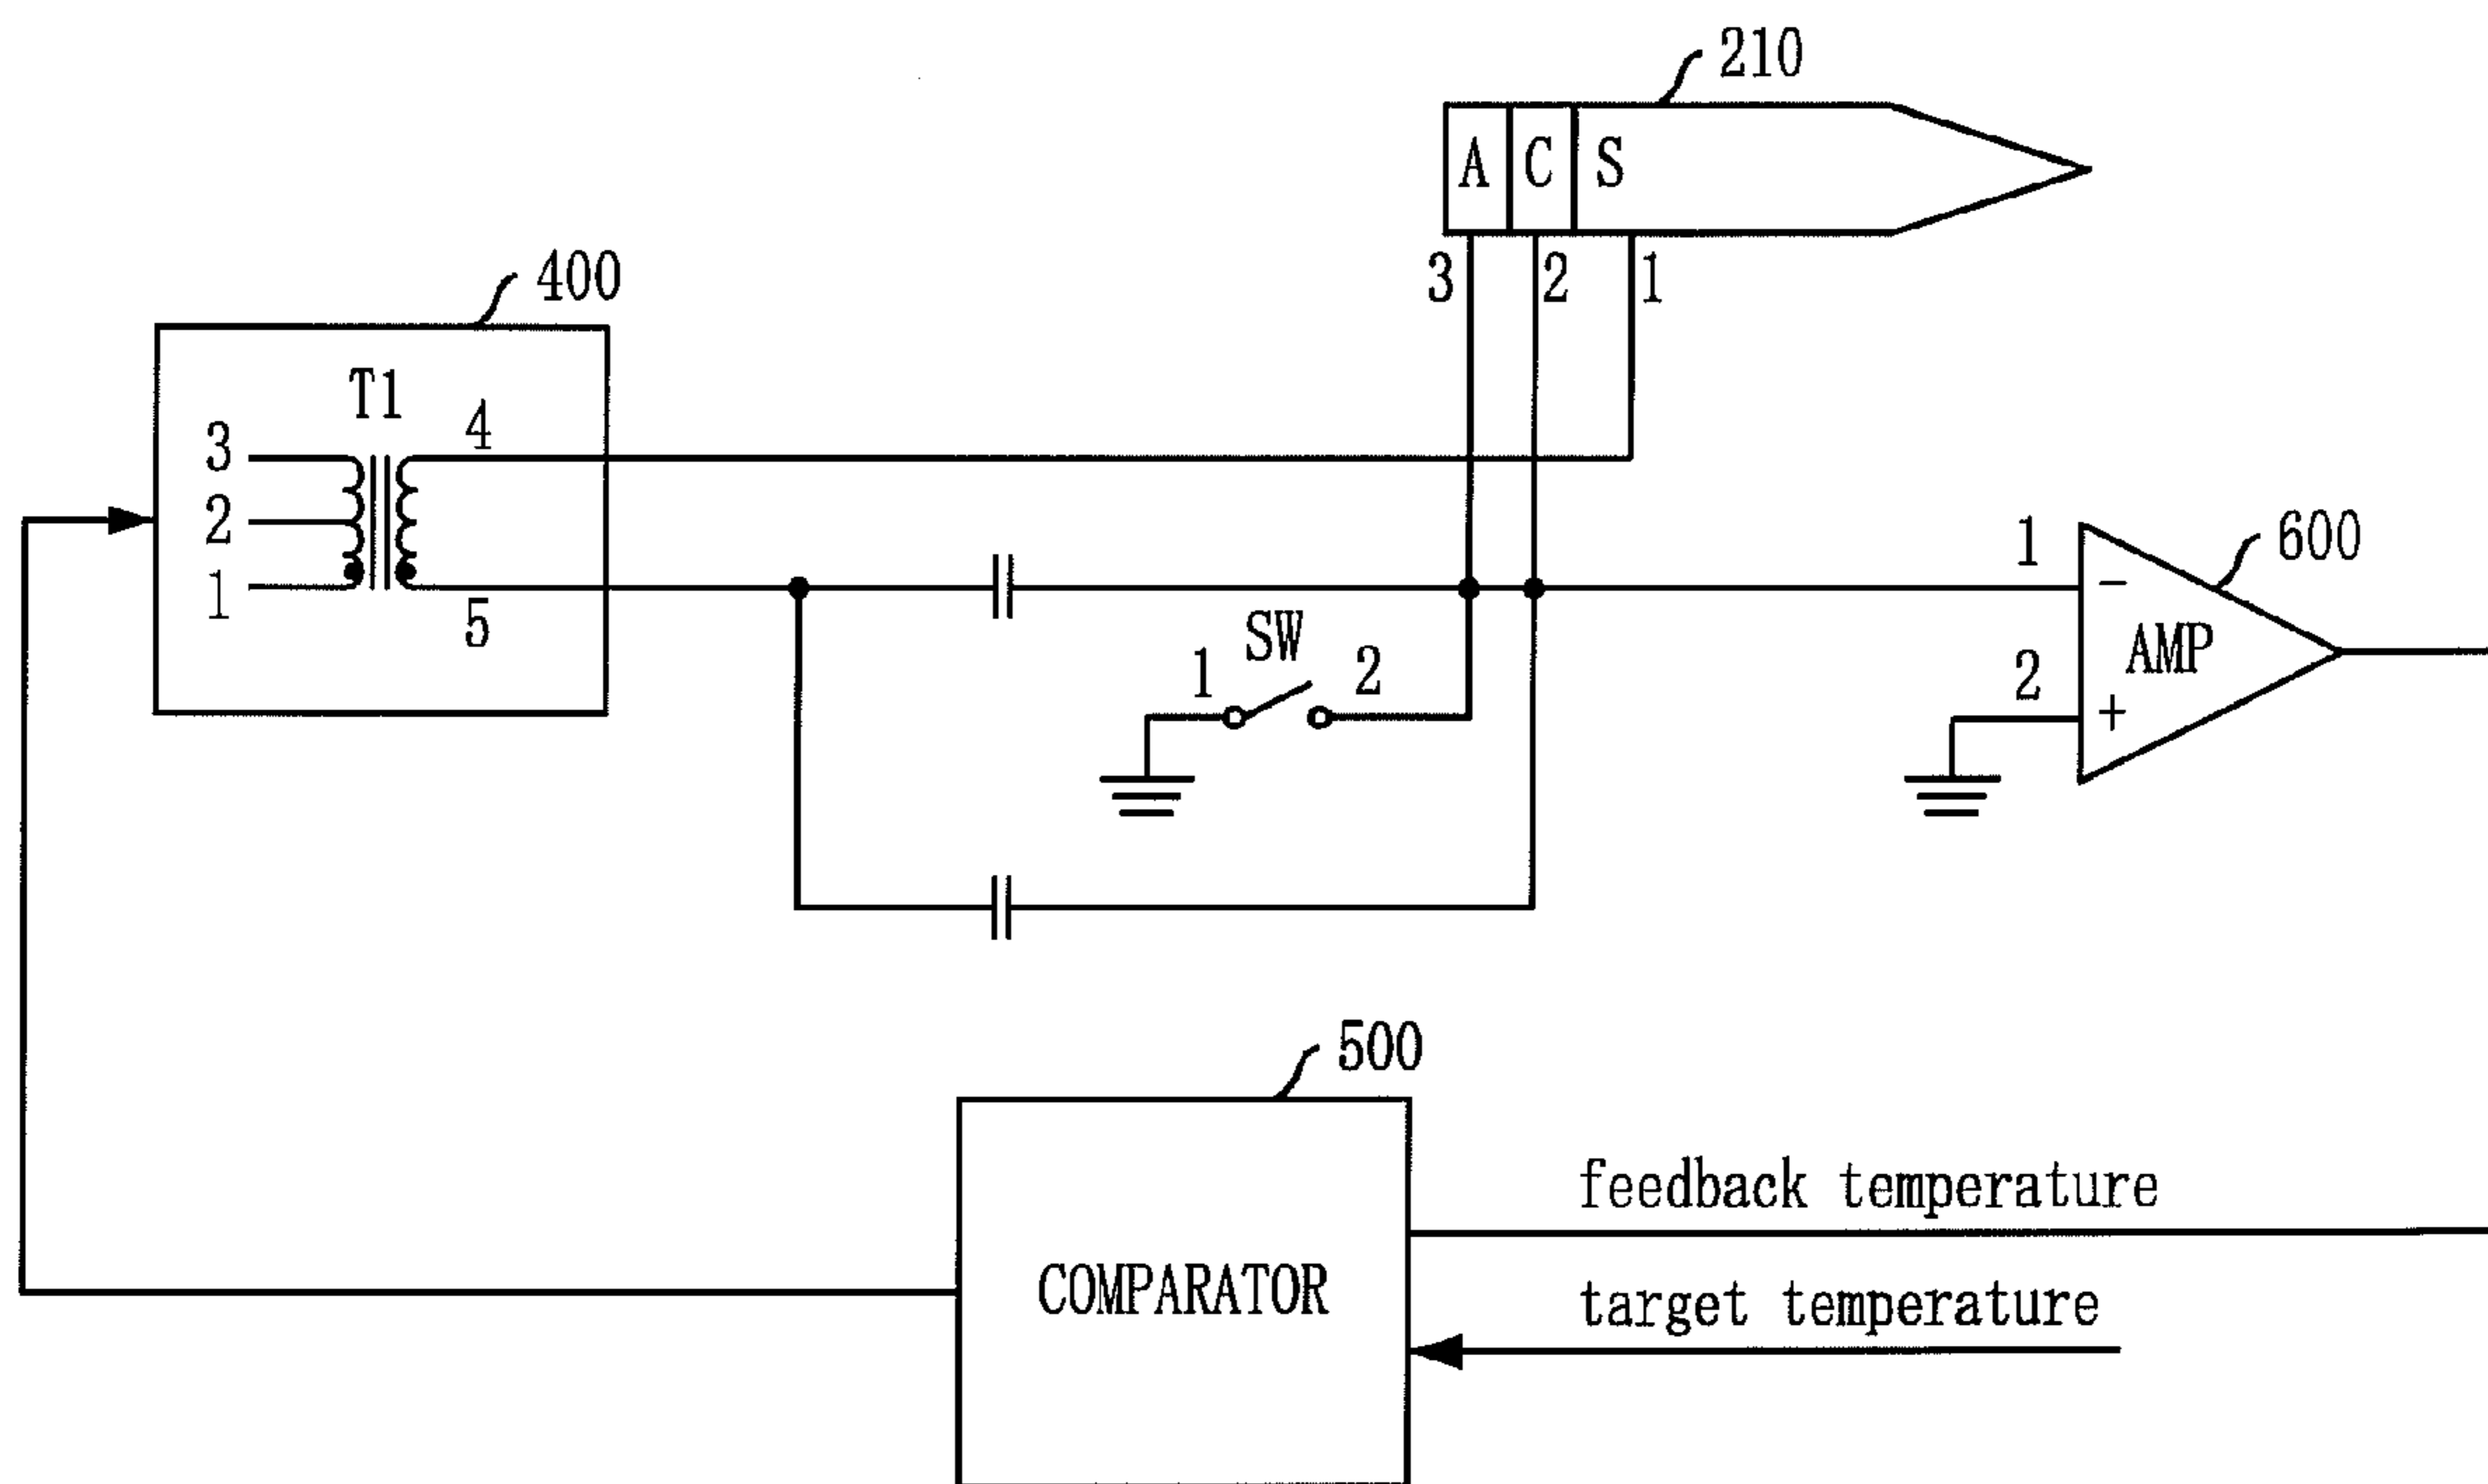 210
A C S
3 2 1
400
T1
3
2
1
4
5
SW
1
2
1
2
−
+
AMP
600
500
COMPARATOR
feedback temperature
target temperature